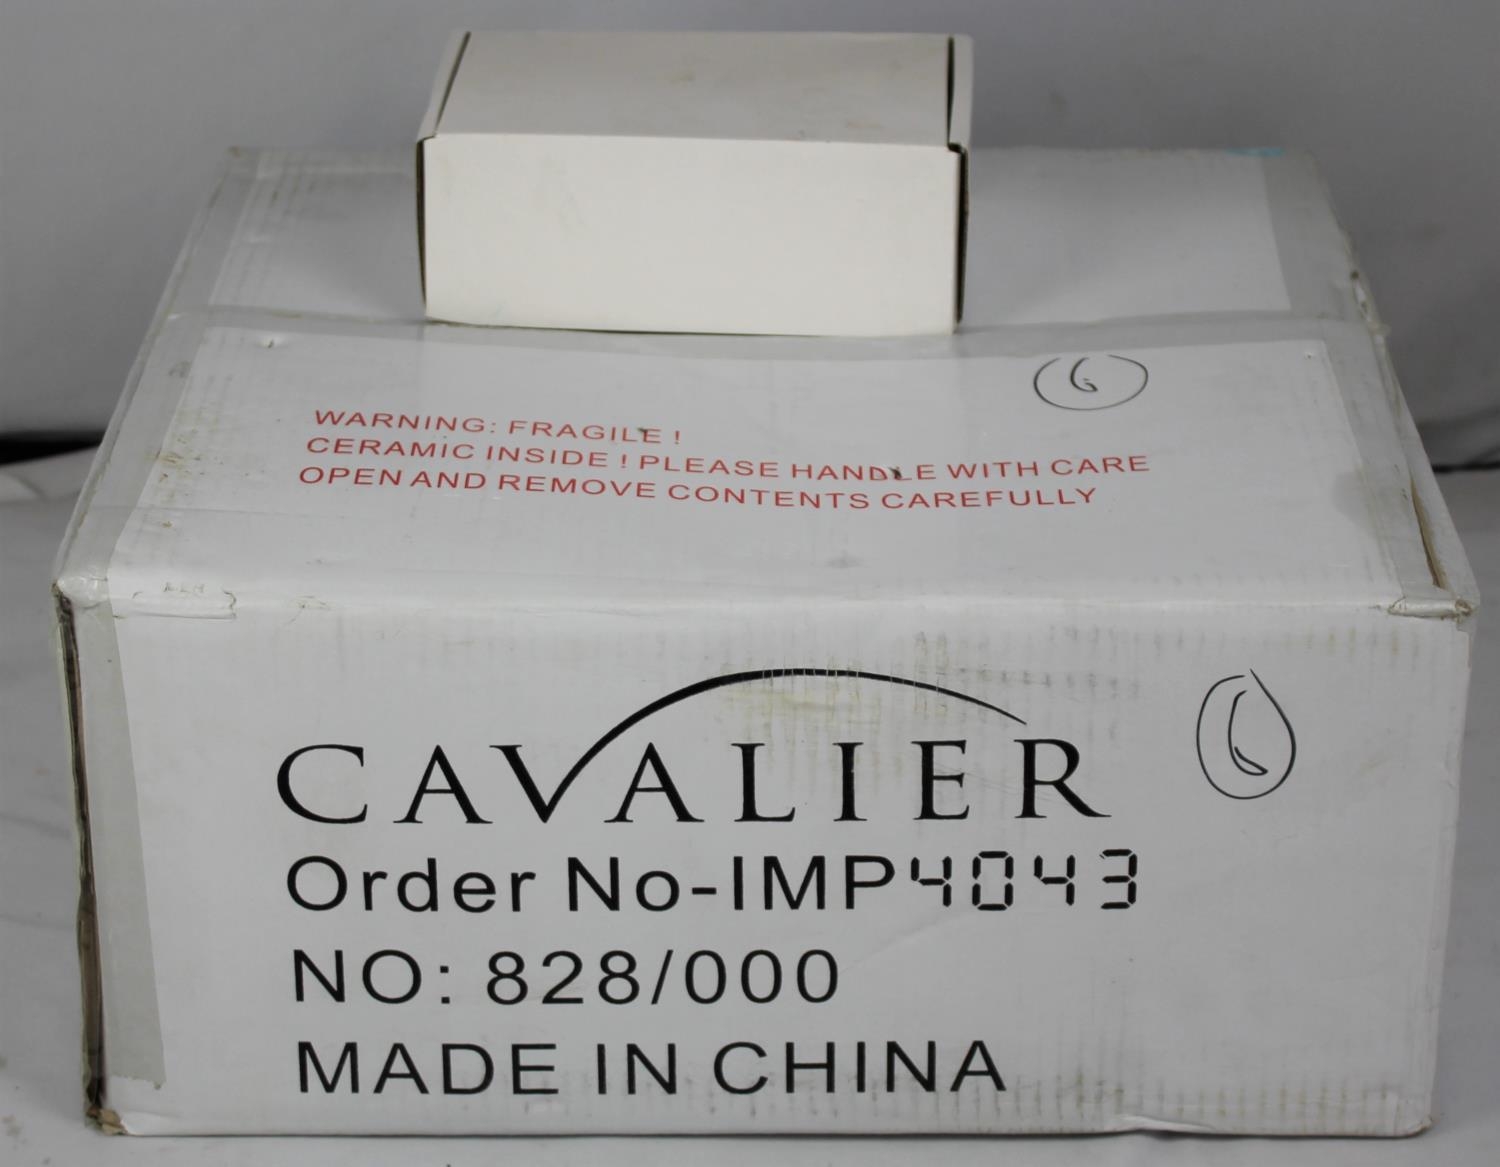 6
WARNING: FRAGILE !
CERAMIC INSIDE ! PLEASE HANDLE WITH CARE
OPEN AND REMOVE CONTENTS CAREFULLY
6
CAVALIER
Order No-IMP4043
NO: 828/000
MADE IN CHINA